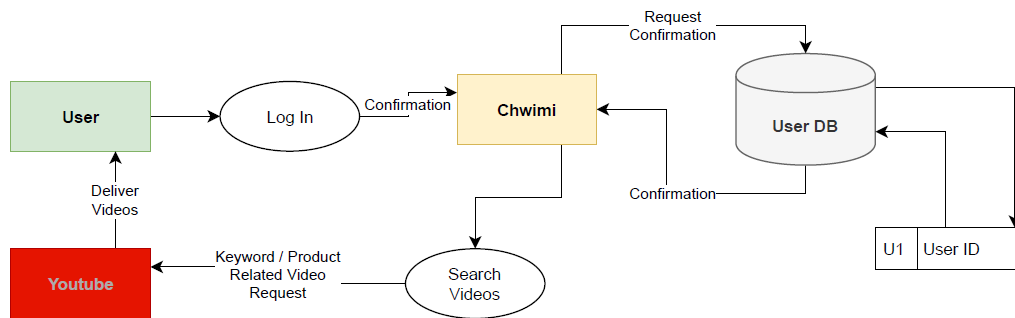 Request
Confirmation
User
Log In
Confirmation
Chwimi
User DB
Confirmation
Deliver
Videos
U1
User ID
Youtube
Keyword / Product
Related Video
Request
Search
Videos